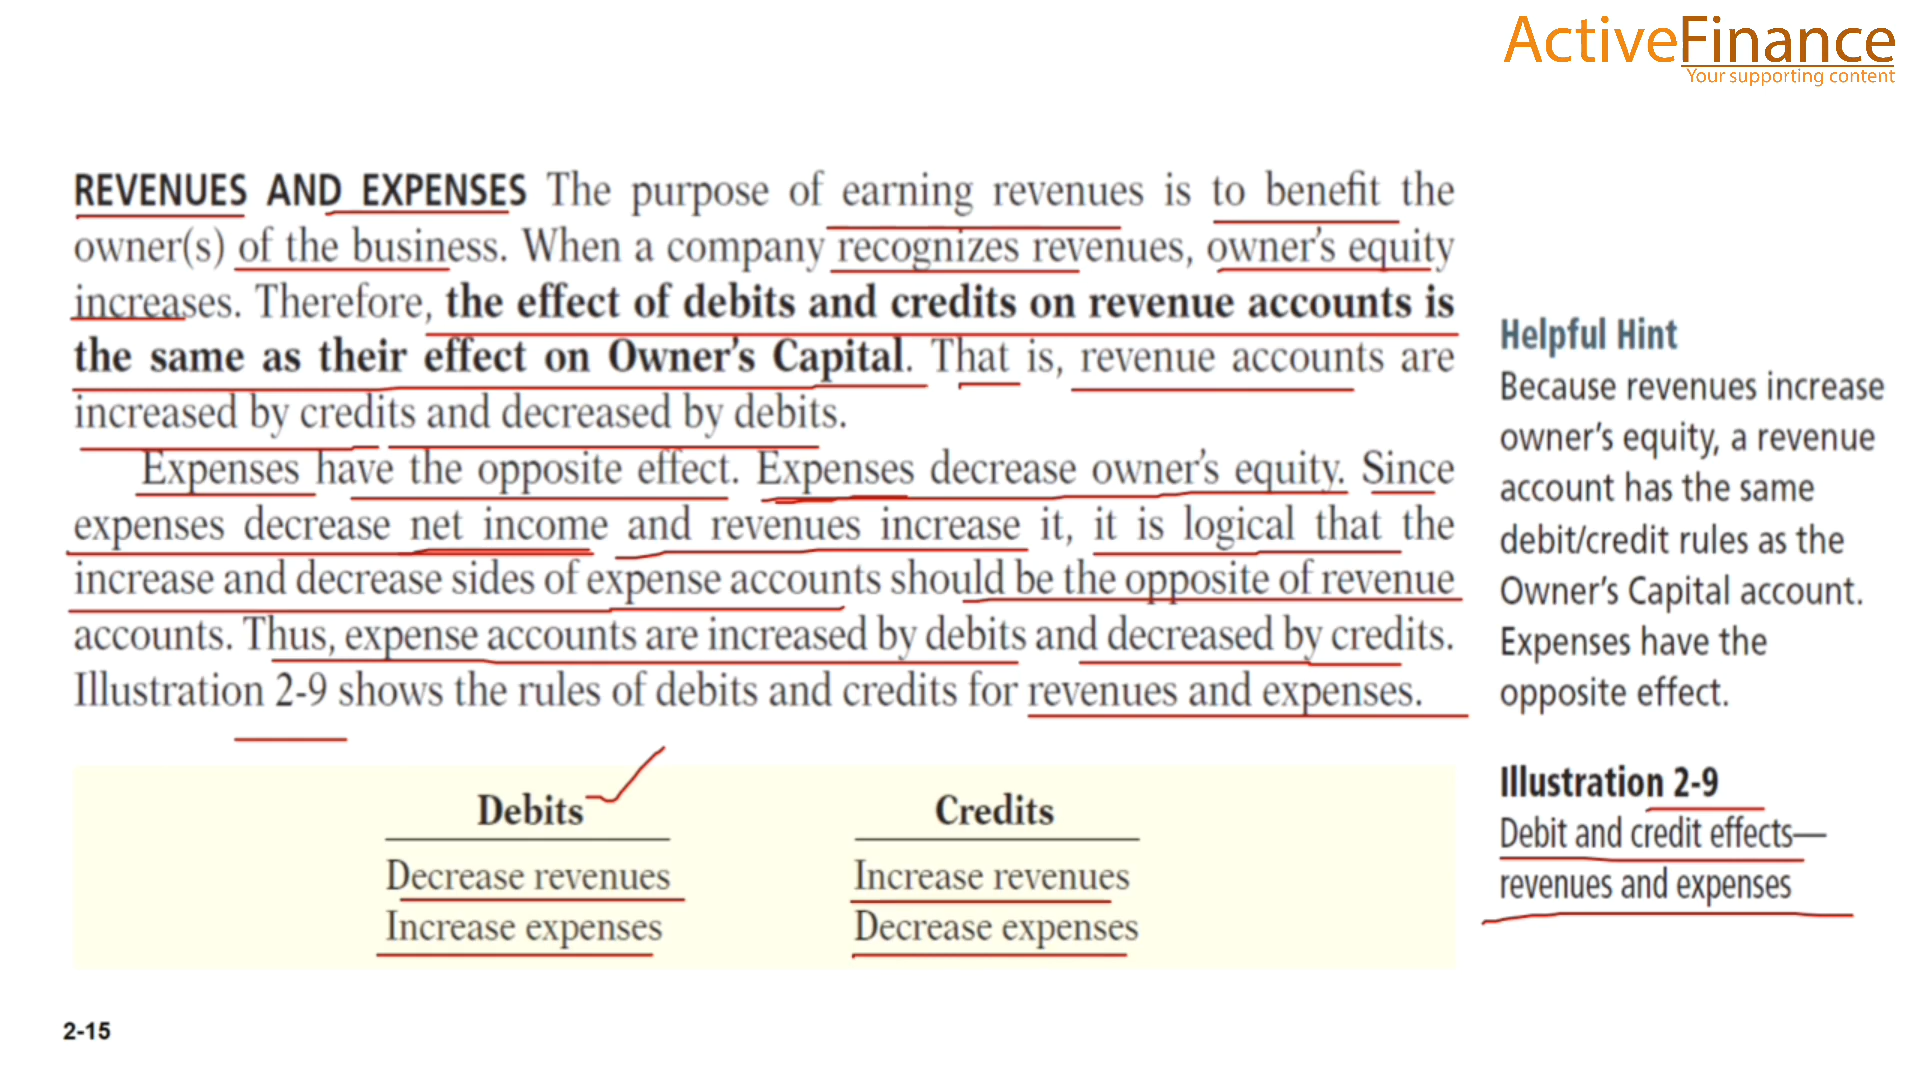 ActiveFinance
Your supporting content
REVENUES AND EXPENSES The purpose of earning revenues is to benefit the
owner(s) of the business. When a company recognizes revenues, owner's equity
increases. Therefore, the effect of debits and credits on revenue accounts is
the same as their effect on Owner's Capital. That is, revenue accounts are
increased by credits and decreased by debits.
Expenses have the opposite effect. Expenses decrease owner's equity. Since
expenses decrease net income and revenues increase it, it is logical that the
increase and decrease sides of expense accounts should be the opposite of revenue
accounts. Thus, expense accounts are increased by debits and decreased by credits.
Illustration 2-9 shows the rules of debits and credits for revenues and expenses.
Helpful Hint
Because revenues increase
owner's equity, a revenue
account has the same
debit/credit rules as the
Owner's Capital account.
Expenses have the
opposite effect.
Debits Credits
Decrease revenues Increase revenues
Increase expenses Decrease expenses
Illustration 2-9
Debit and credit effects—
revenues and expenses
2-15